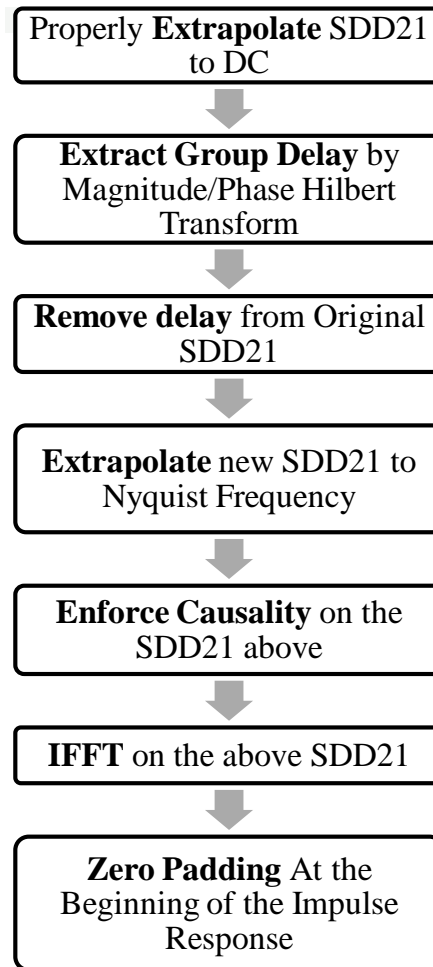 Properly Extrapolate SDD21
to DC
Extract Group Delay by
Magnitude/Phase Hilbert
Transform
Remove delay from Original
SDD21
Extrapolate new SDD21 to
Nyquist Frequency
Enforce Causality on the
SDD21 above
IFFT on the above SDD21
Zero Padding At the
Beginning of the Impulse
Response